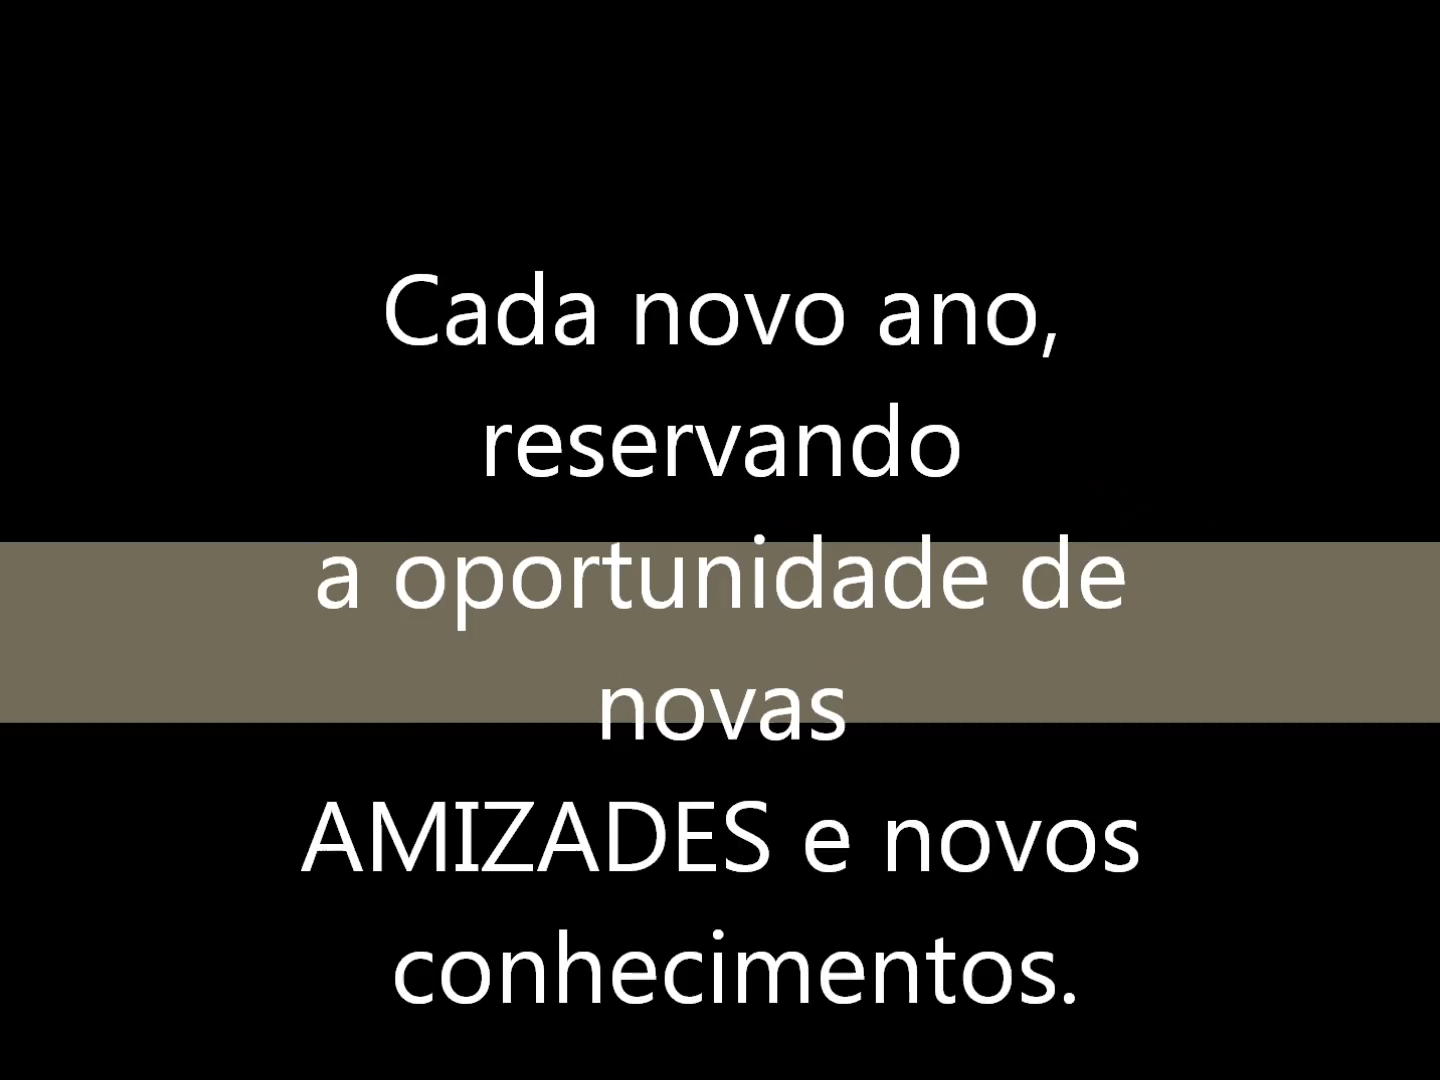 Cada novo ano,
reservando
a oportunidade de
novas
AMIZADES e novos
conhecimentos.